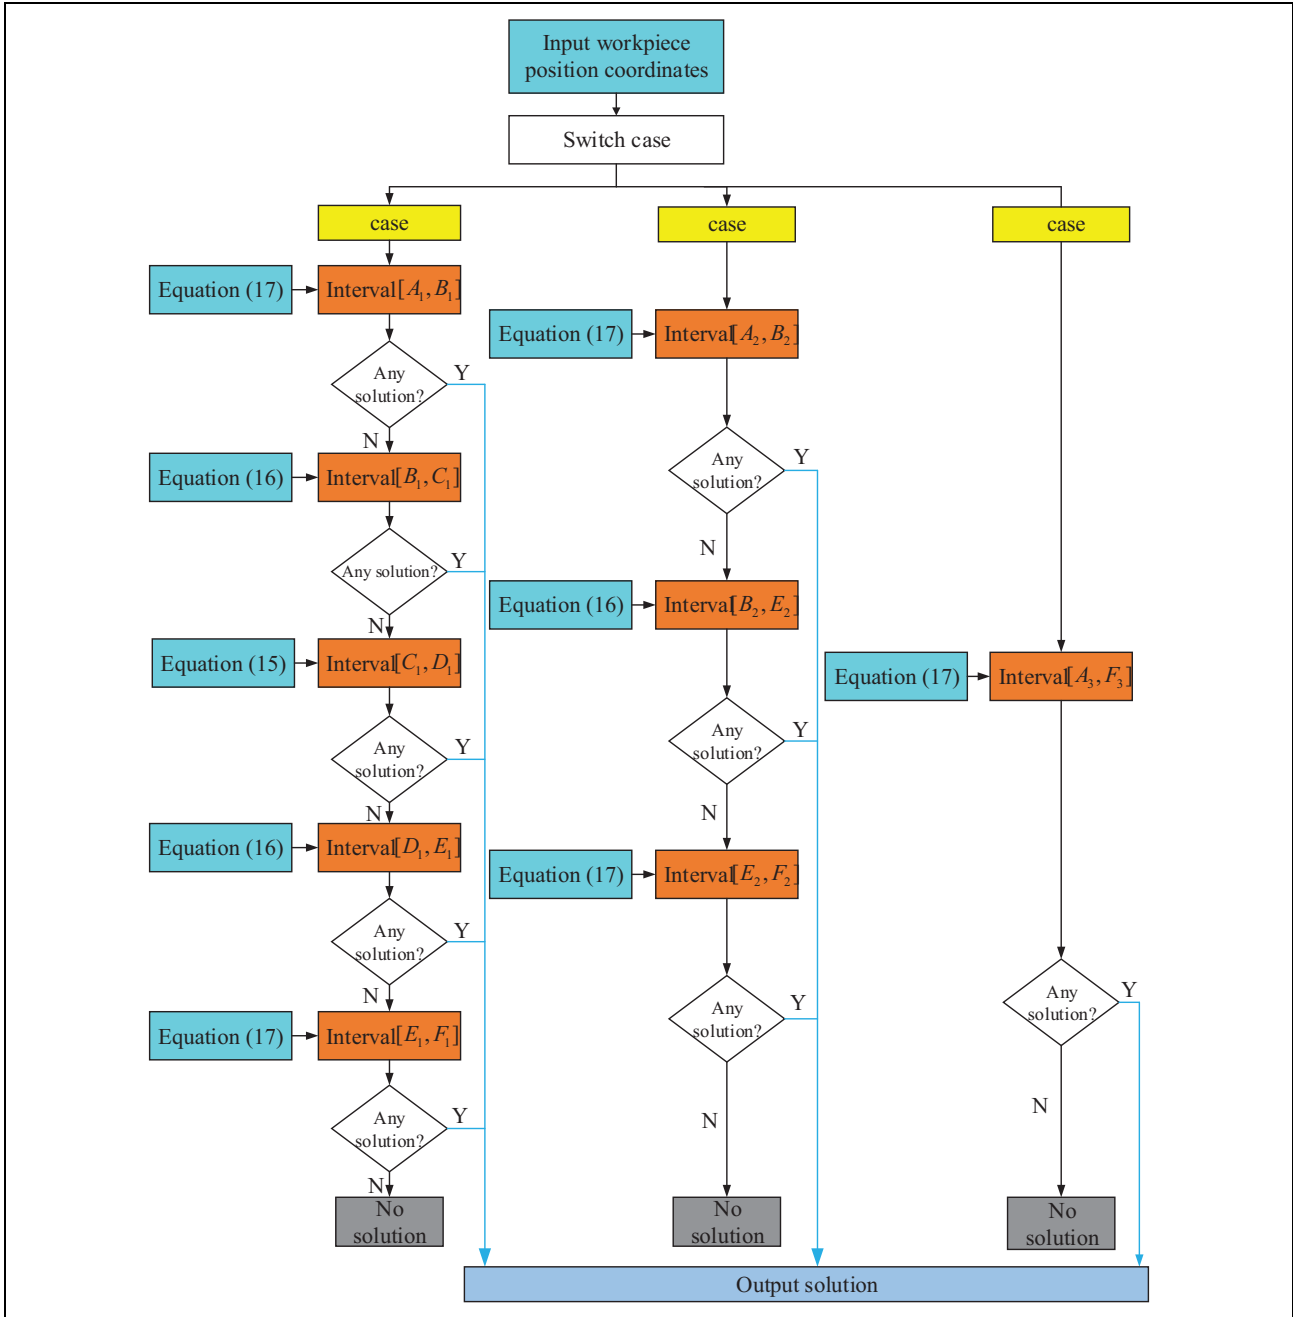 Input workpiece
position coordinates
Switch case
case
case
case
Equation (17)
Interval[A₁, B₁]
Any
solution?
Y
N
Equation (16)
Interval[B₁, C₁]
Any solution?
Y
N
Equation (15)
Interval[C₁, D₁]
Any
solution?
Y
N
Equation (16)
Interval[D₁, E₁]
Any
solution?
Y
N
Equation (17)
Interval[E₁, F₁]
Any
solution?
Y
N
No
solution
Equation (17)
Interval[A₂, B₂]
Any
solution?
Y
N
Equation (16)
Interval[B₂, E₂]
Any
solution?
Y
N
Equation (17)
Interval[E₂, F₂]
Any
solution?
Y
N
No
solution
Equation (17)
Interval[A₃, F₃]
Any
solution?
Y
N
No
solution
Output solution